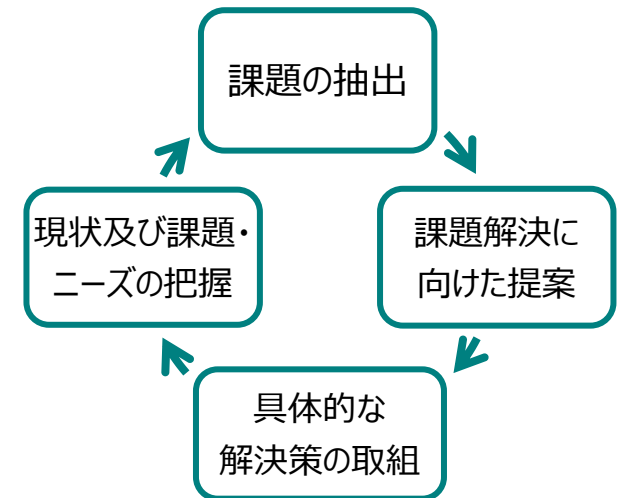 課題の抽出
現状及び課題・
ニーズの把握
課題解決に
向けた提案
具体的な
解決策の取組